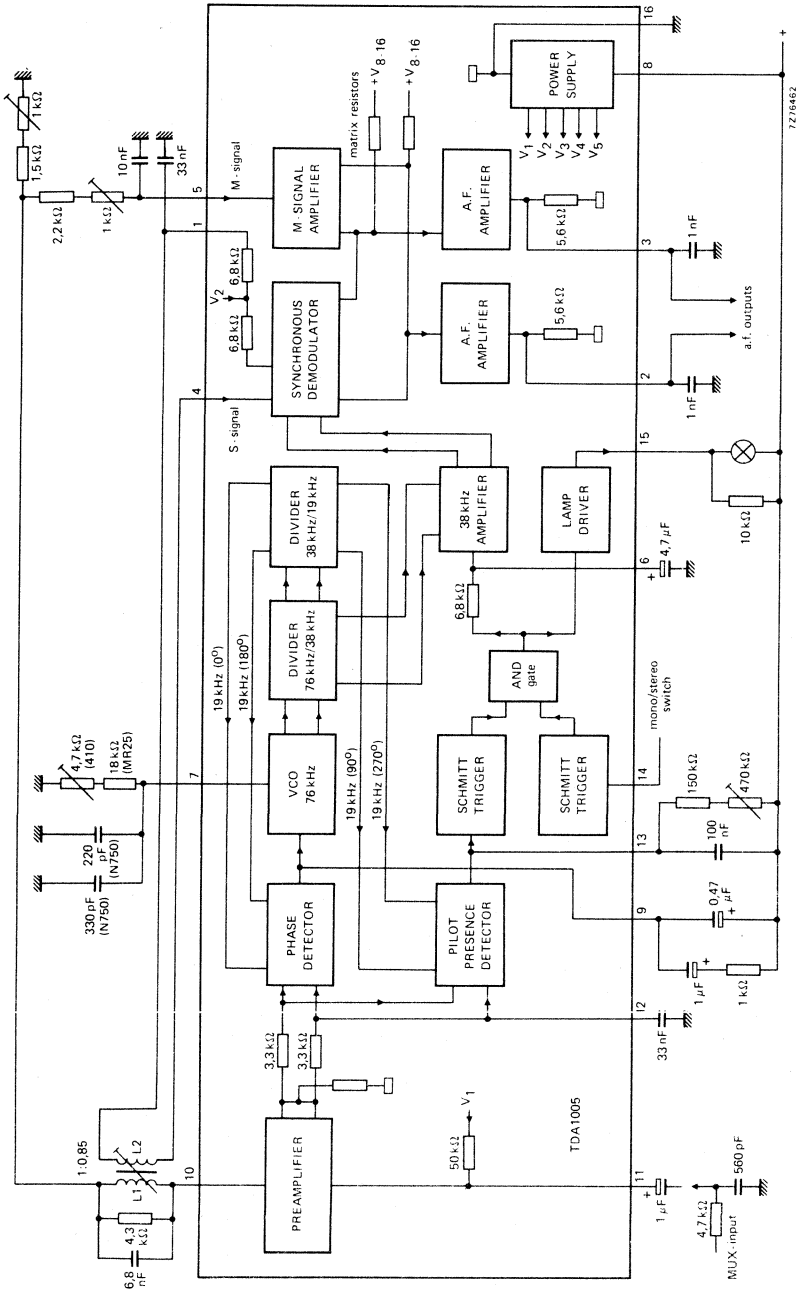 1 kΩ
1,5kΩ
2,2 kΩ
1 kΩ
10 nF
33 nF
4,7 kΩ
(410)
18 kΩ
(MR25)
220
pF
(N750)
330 pF
(N750)
1:0,85
L1
L2
4,3
kΩ
6,8
nF
10
7
4
1
5
16
PREAMPLIFIER
3,3 kΩ
3,3 kΩ
PHASE
DETECTOR
VCO
76 kHz
DIVIDER
76 kHz/38 kHz
DIVIDER
38 kHz/19 kHz
19 kHz (0°)
19 kHz (180°)
19 kHz (90°)
19 kHz (270°)
S - signal
V2
6,8 kΩ
6,8 kΩ
M - signal
SYNCHRONOUS
DEMODULATOR
M - SIGNAL
AMPLIFIER
matrix resistors
+V8-16
+V8-16
PILOT
PRESENCE
DETECTOR
SCHMITT
TRIGGER
SCHMITT
TRIGGER
AND
gate
6,8 kΩ
38 kHz
AMPLIFIER
LAMP
DRIVER
A.F.
AMPLIFIER
A.F.
AMPLIFIER
5,6 kΩ
5,6 kΩ
POWER
SUPPLY
V1
V2
V3
V4
V5
50 kΩ
V1
TDA1005
11
12
9
13
14
6
15
2
3
8
1 µF
+
4,7 kΩ
560 pF
MUX-input
33 nF
1 µF
+
1 kΩ
0,47
µF
+
100
nF
150 kΩ
470 kΩ
mono/stereo
switch
+
4,7 µF
10 kΩ
1 nF
1 nF
a.f. outputs
+
7Z76462